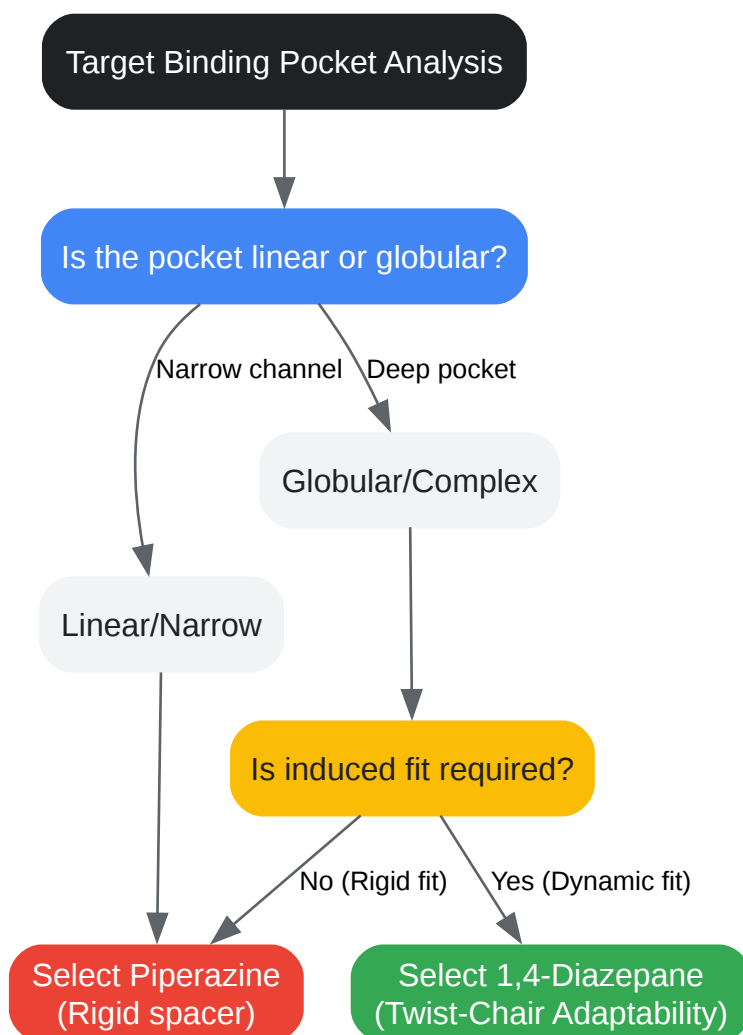 Target Binding Pocket Analysis
Is the pocket linear or globular?
Narrow channel
Deep pocket
Globular/Complex
Linear/Narrow
Is induced fit required?
No (Rigid fit)
Yes (Dynamic fit)
Select Piperazine
(Rigid spacer)
Select 1,4-Diazepane
(Twist-Chair Adaptability)